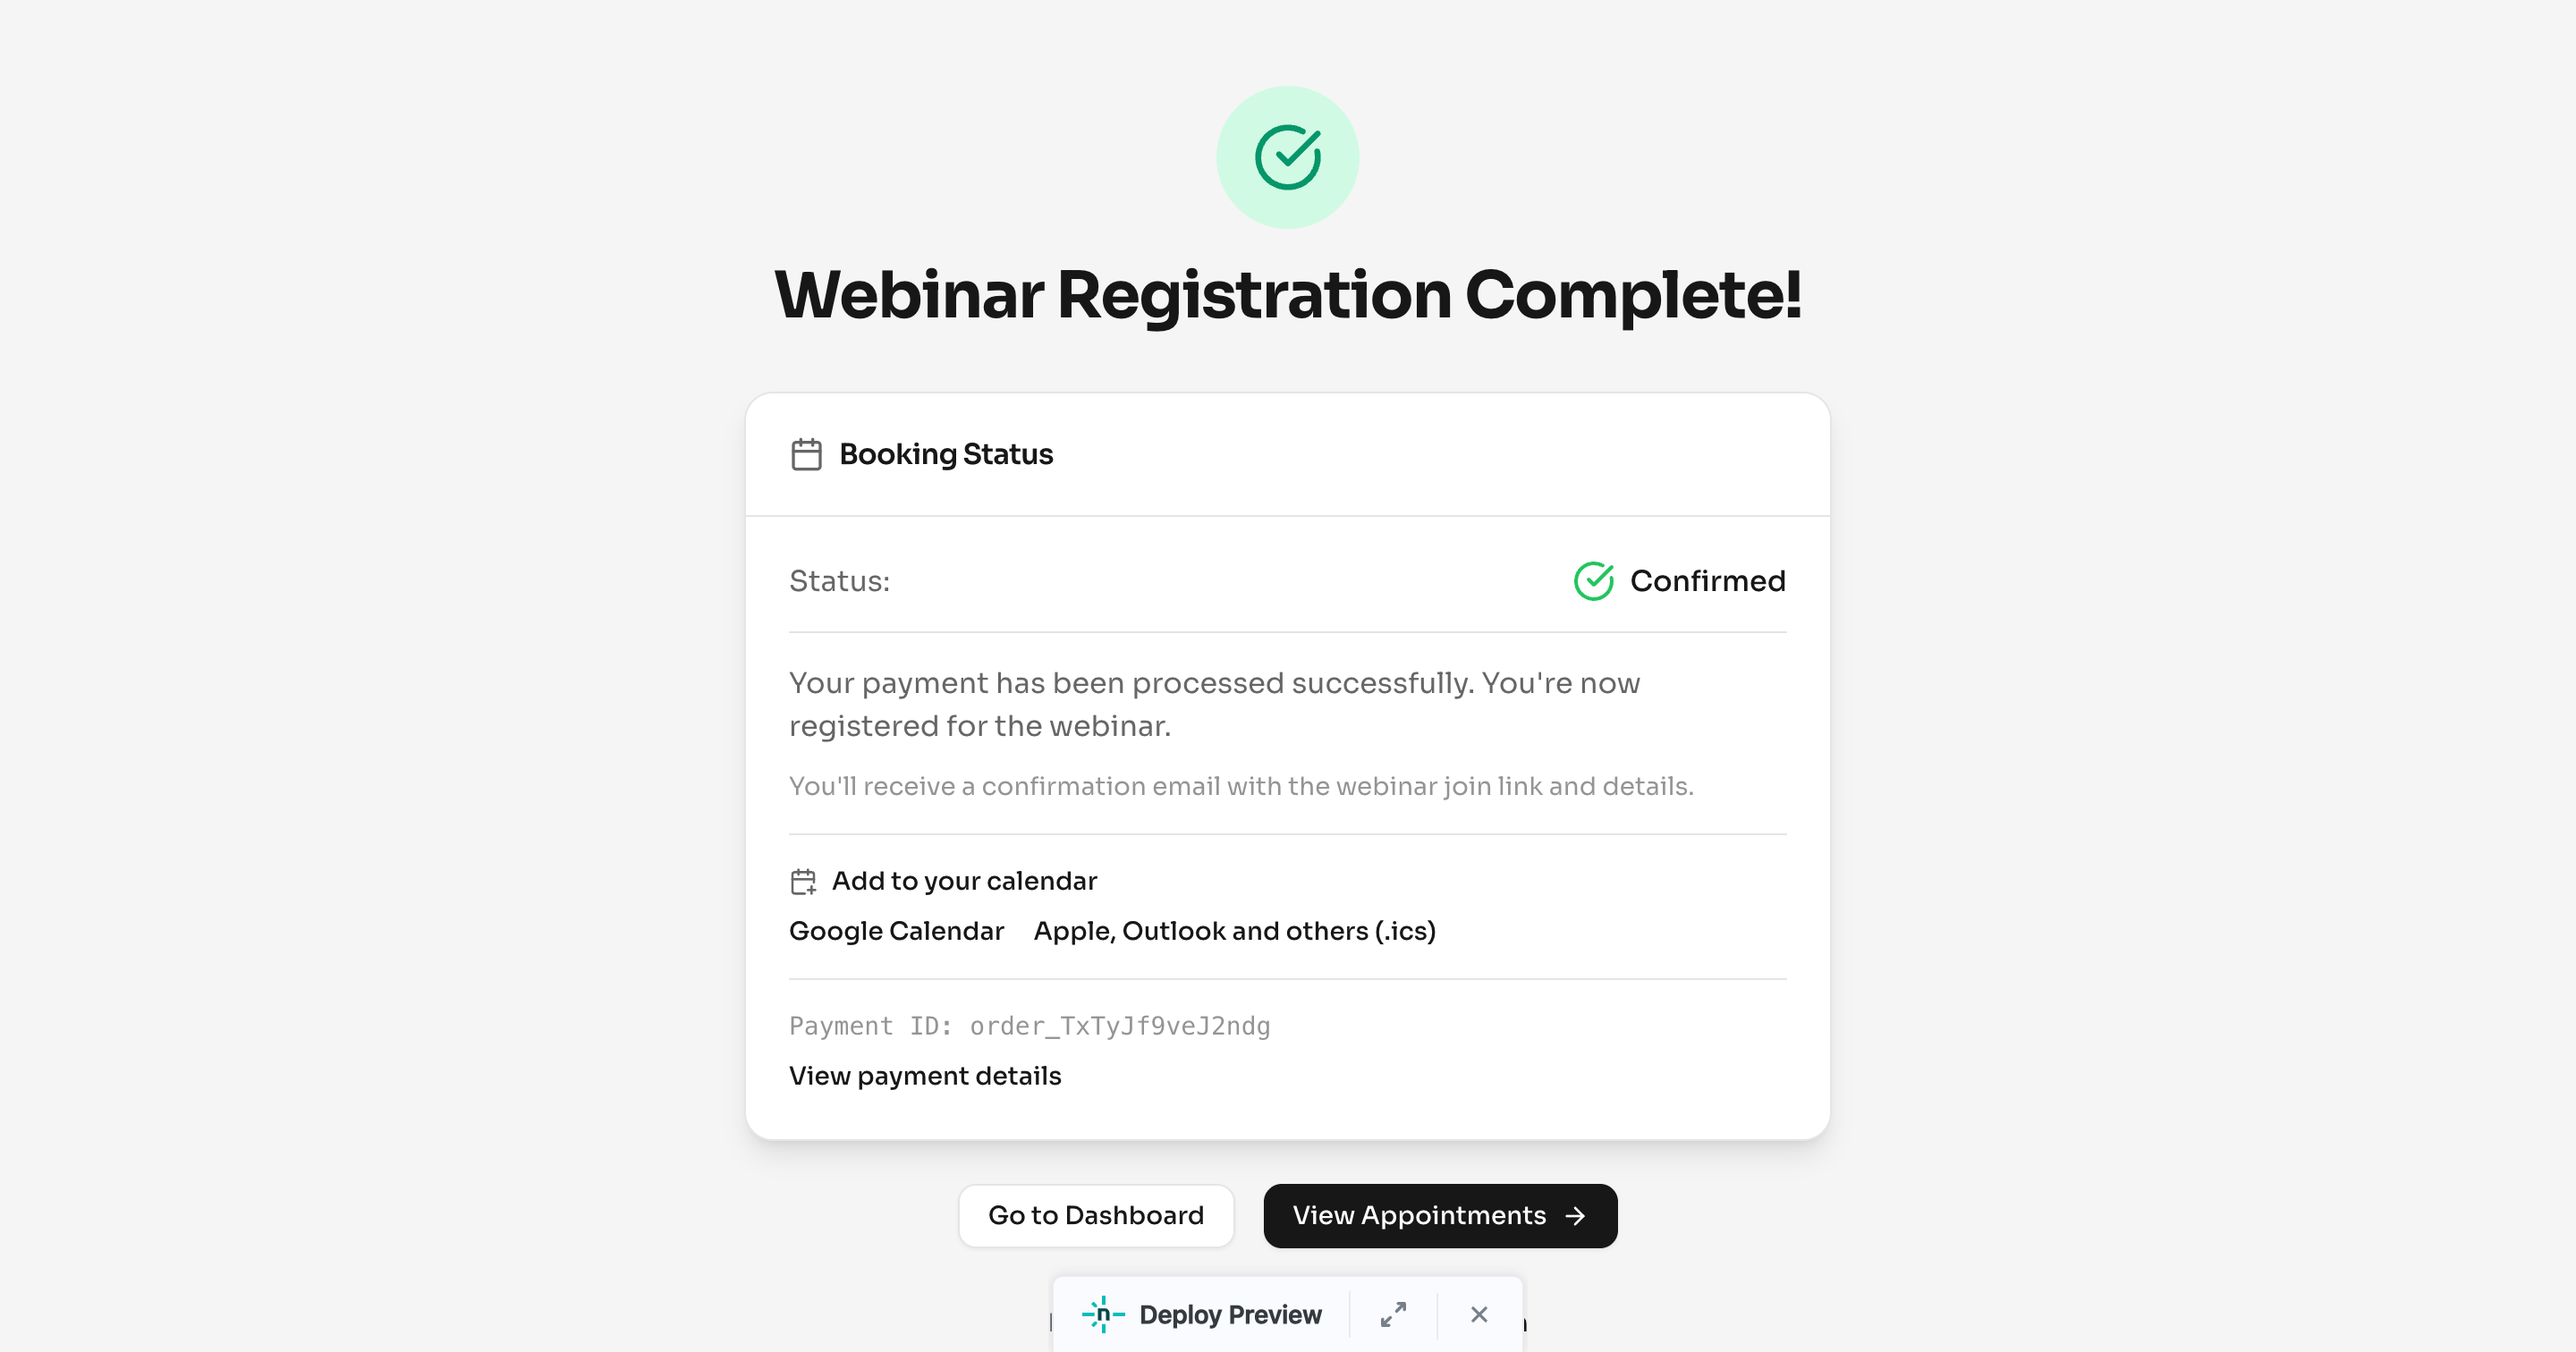 Webinar Registration Complete!
Booking Status
Status:
Confirmed
Your payment has been processed successfully. You're now
registered for the webinar.
You'll receive a confirmation email with the webinar join link and details.
Add to your calendar
Google Calendar
Apple, Outlook and others (.ics)
Payment ID: order_TxTyJf9veJ2ndg
View payment details
Go to Dashboard
View Appointments
Deploy Preview